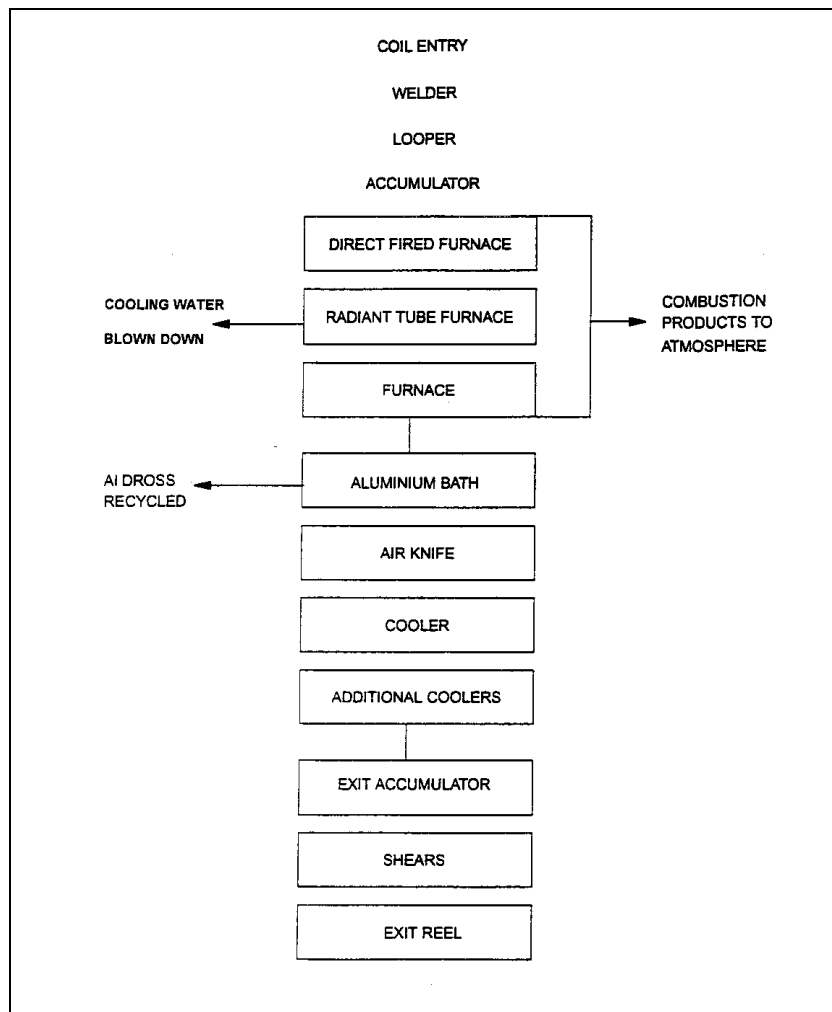 COIL ENTRY
WELDER
LOOPER
ACCUMULATOR
DIRECT FIRED FURNACE
COOLING WATER
BLOWN DOWN
RADIANT TUBE FURNACE
COMBUSTION
PRODUCTS TO
ATMOSPHERE
FURNACE
AI DROSS
RECYCLED
ALUMINIUM BATH
AIR KNIFE
COOLER
ADDITIONAL COOLERS
EXIT ACCUMULATOR
SHEARS
EXIT REEL